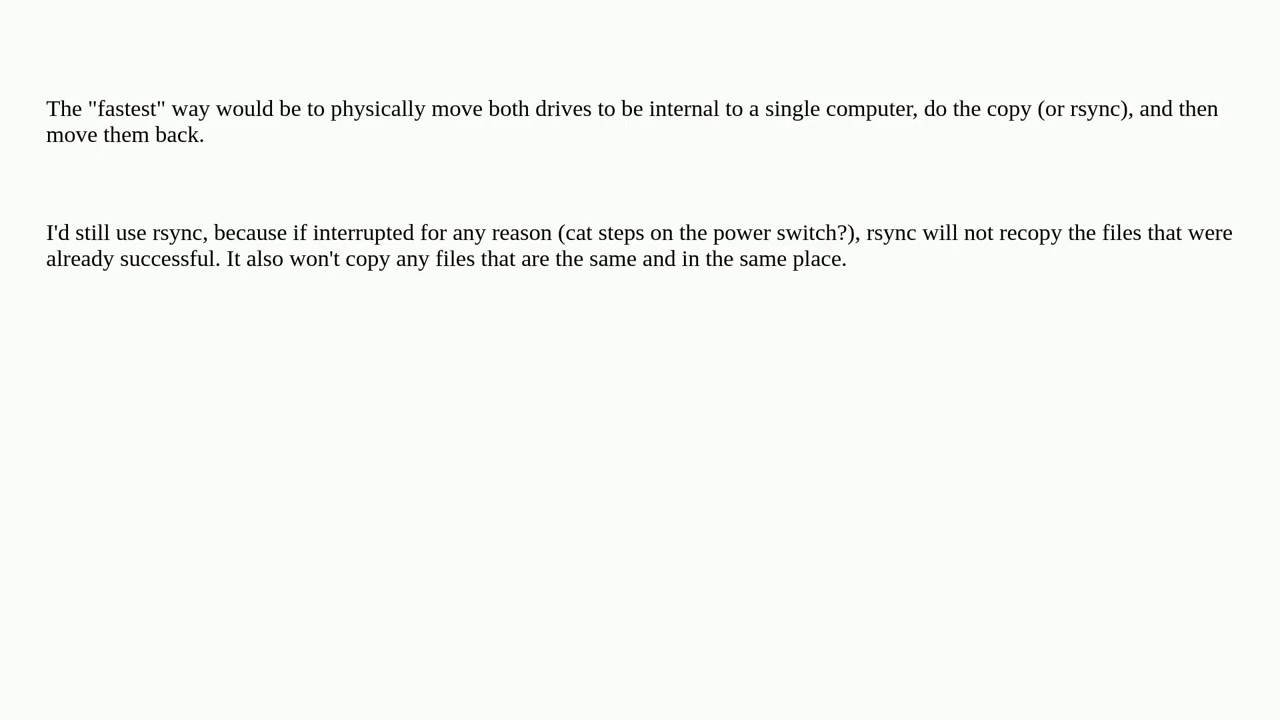 The "fastest" way would be to physically move both drives to be internal to a single computer, do the copy (or rsync), and then
move them back.
I'd still use rsync, because if interrupted for any reason (cat steps on the power switch?), rsync will not recopy the files that were
already successful. It also won't copy any files that are the same and in the same place.